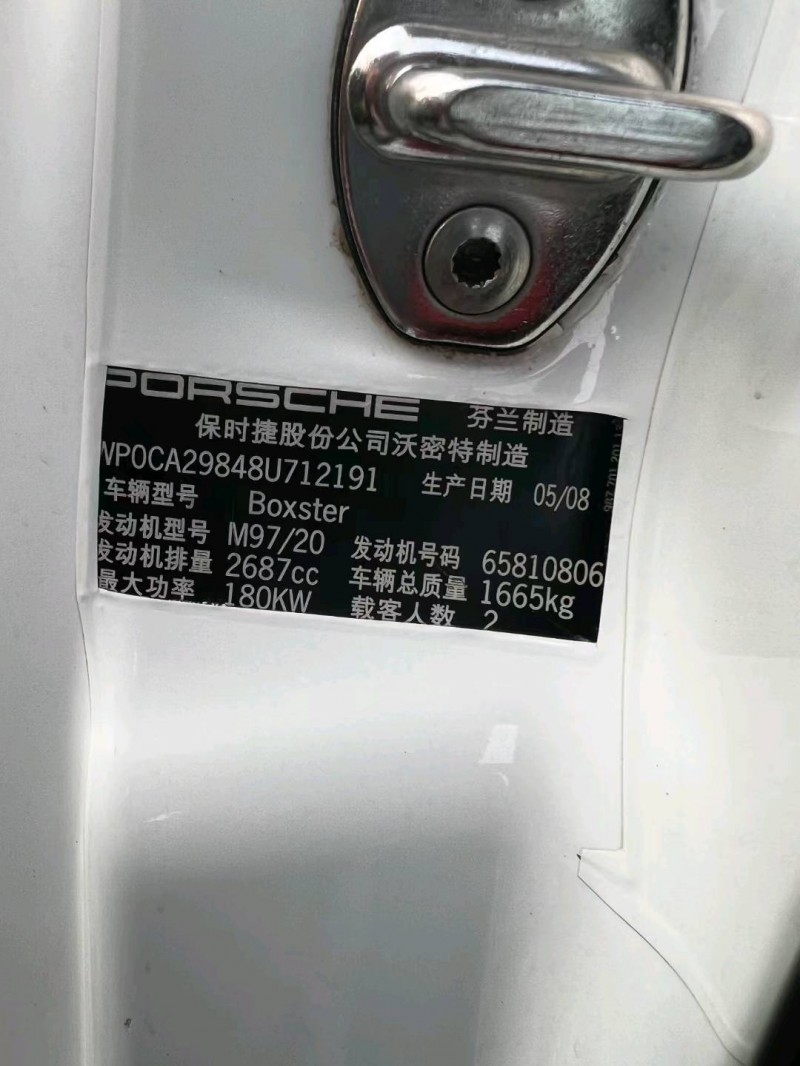 PORSCHE 芬兰制造
保时捷股份公司沃密特制造
WP0CA29848U712191 生产日期 05/08
车辆型号 Boxster
发动机型号 M97/20 发动机号码 65810806
发动机排量 2687cc 车辆总质量 1665kg
最大功率 180KW 载客人数 2